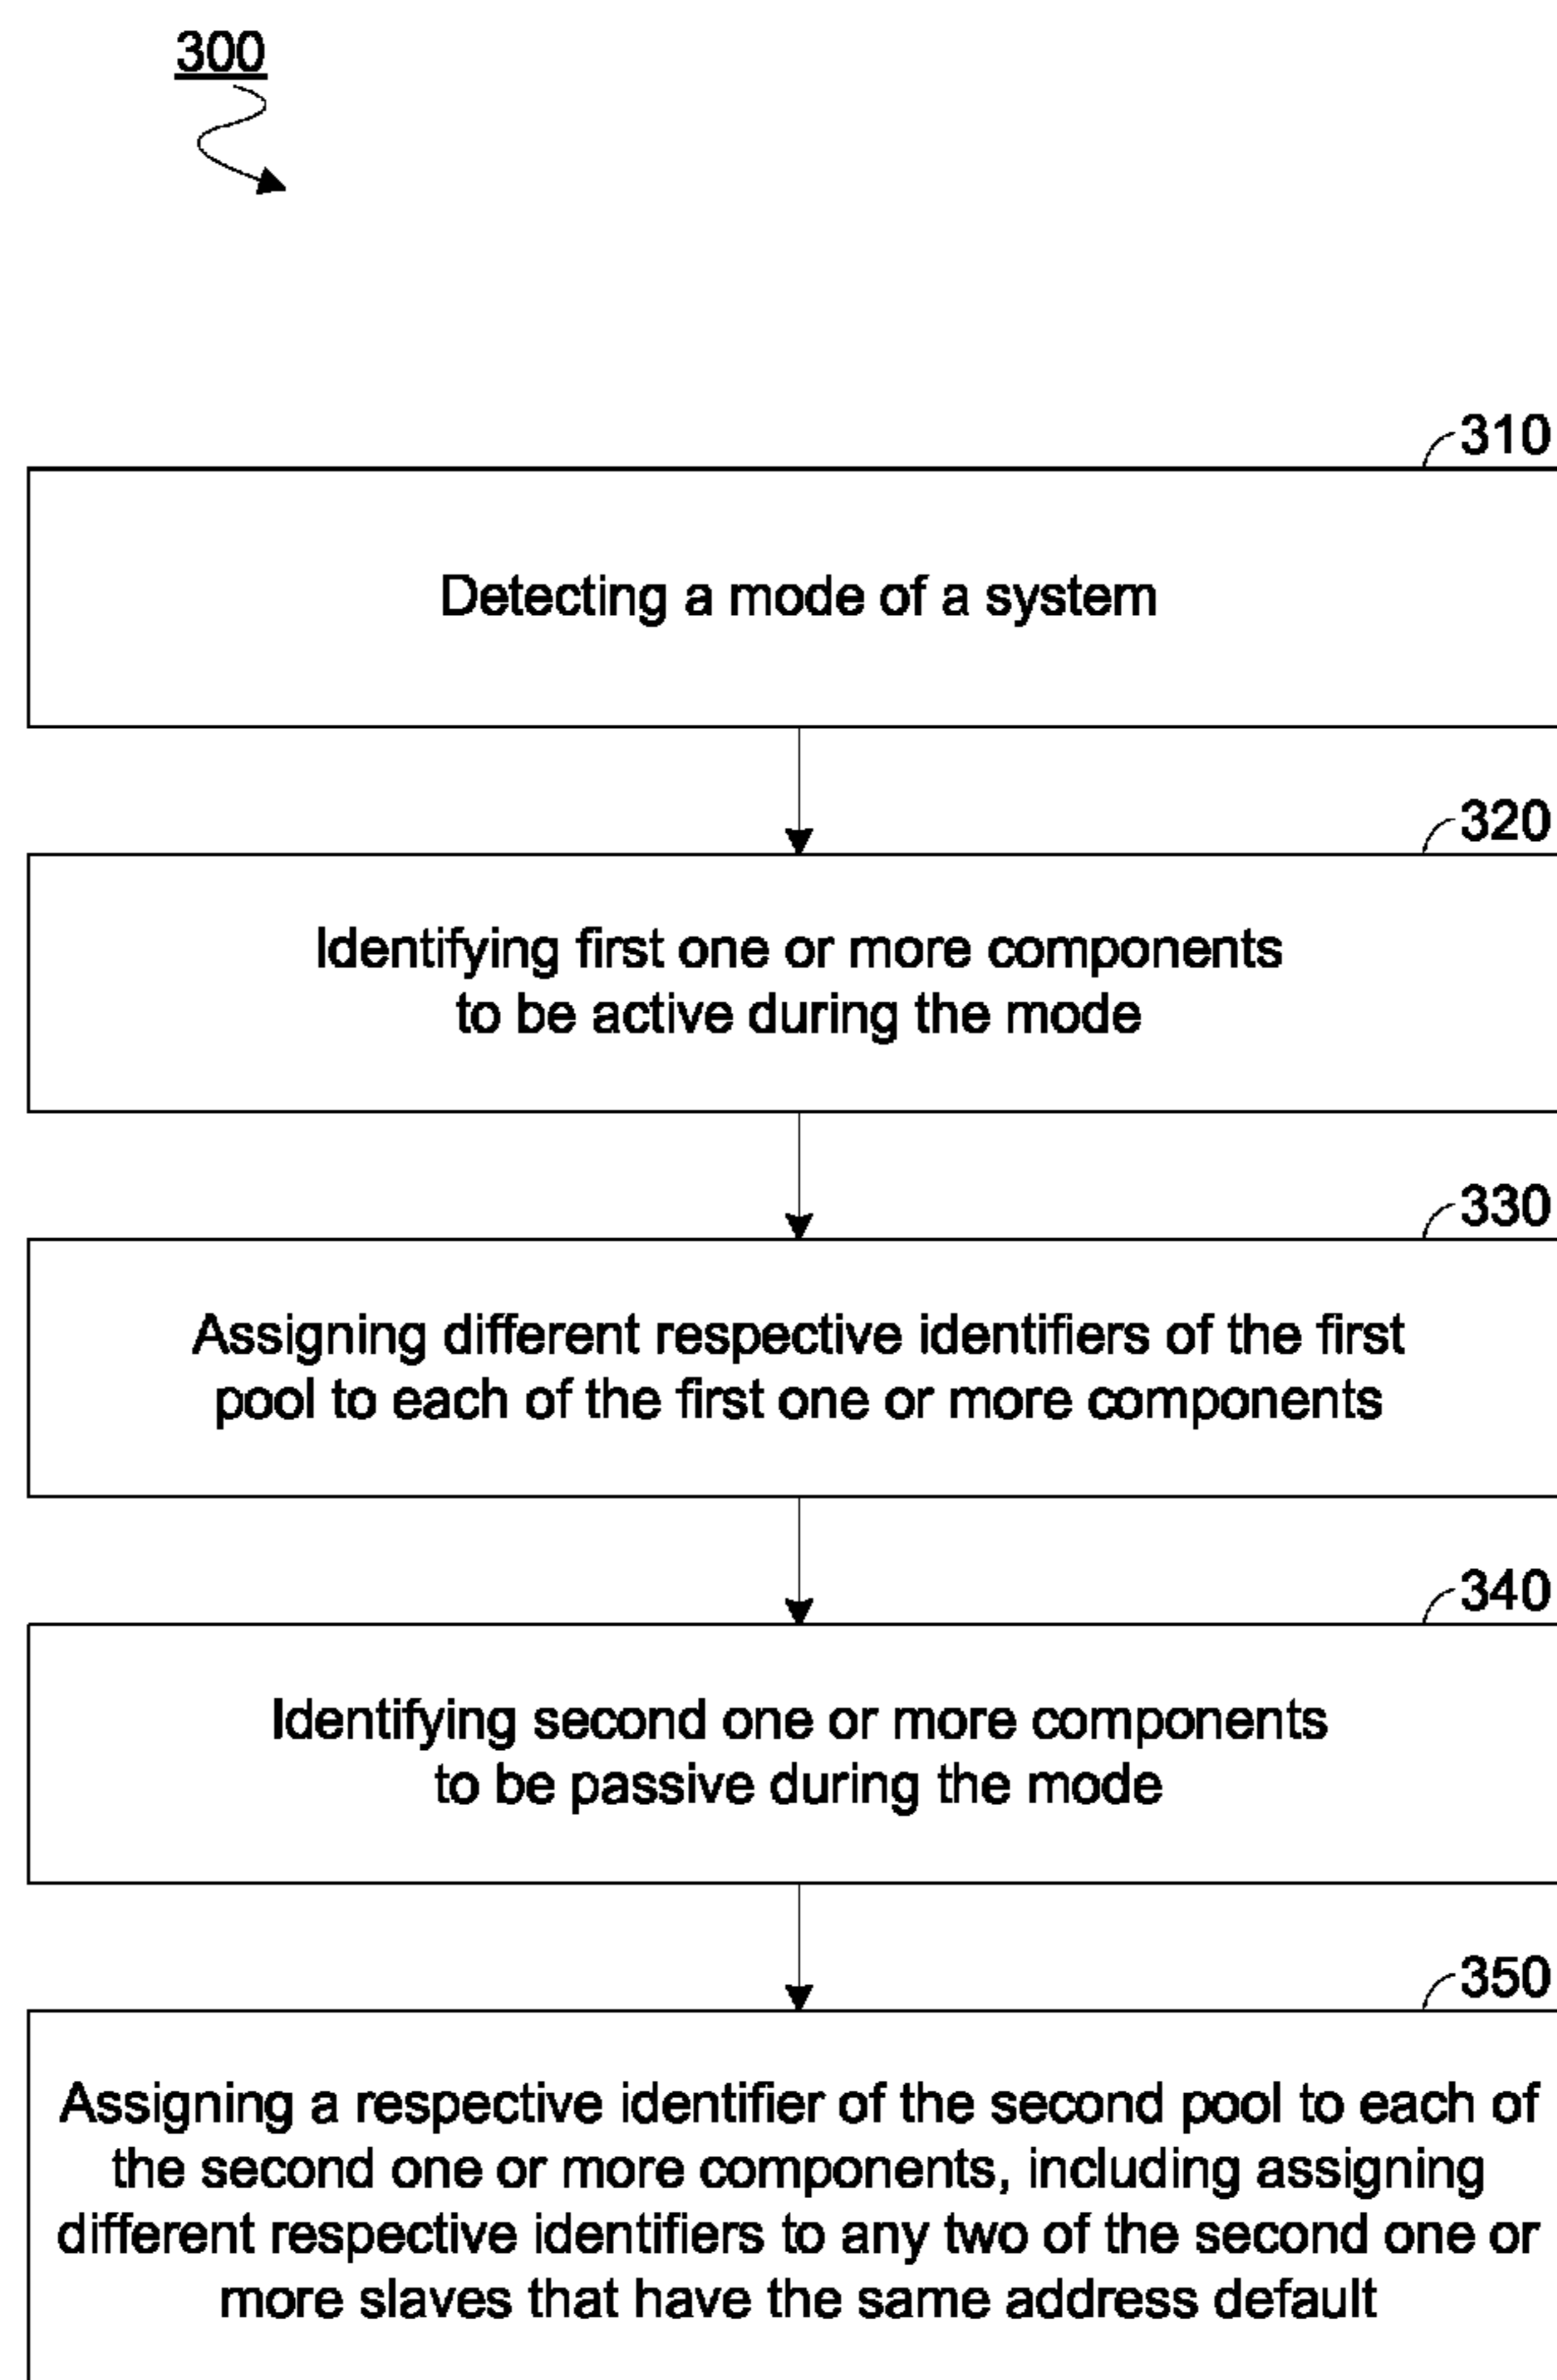 300
310
Detecting a mode of a system
320
Identifying first one or more components
to be active during the mode
330
Assigning different respective identifiers of the first
pool to each of the first one or more components
340
Identifying second one or more components
to be passive during the mode
350
Assigning a respective identifier of the second pool to each of
the second one or more components, including assigning
different respective identifiers to any two of the second one or
more slaves that have the same address default